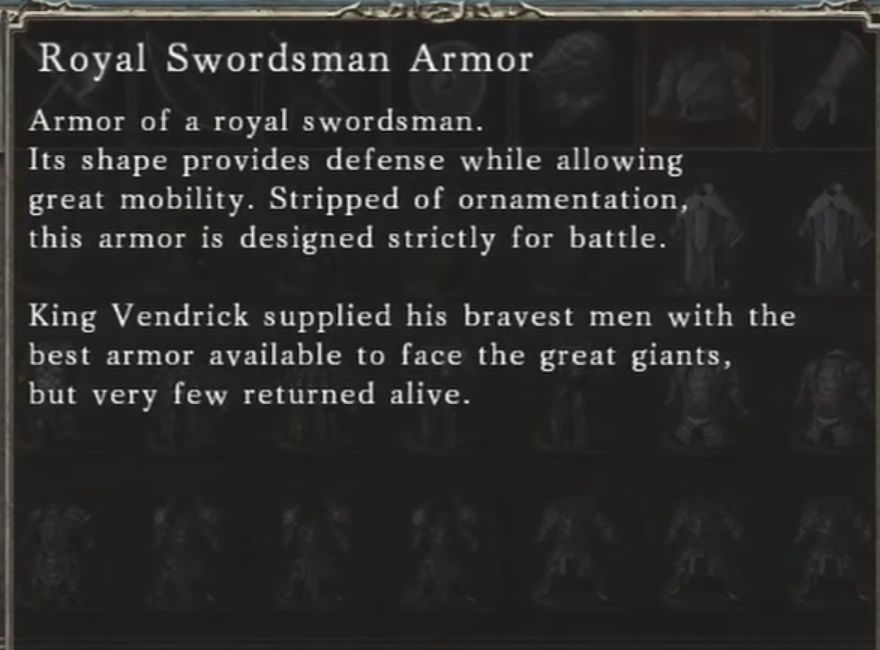 Royal Swordsman Armor
Armor of a royal swordsman.
Its shape provides defense while allowing
great mobility. Stripped of ornamentation,
this armor is designed strictly for battle.
King Vendrick supplied his bravest men with the
best armor available to face the great giants,
but very few returned alive.